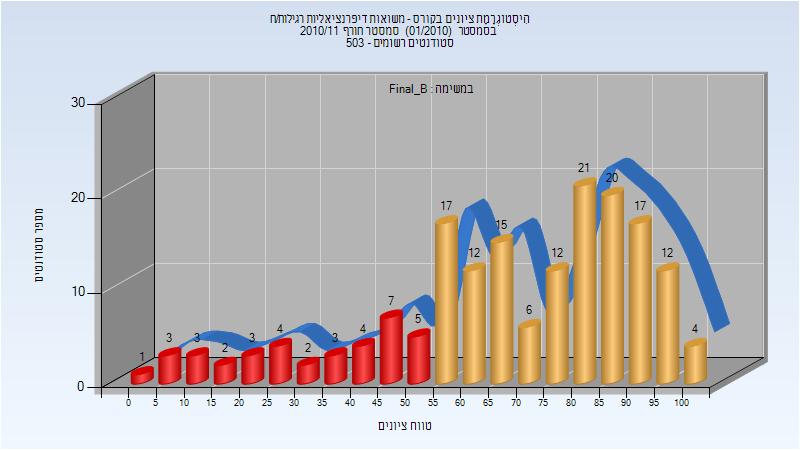 הִיסְטוֹגְרָמַת ציונים בקורס - משוואות דיפרנציאליות רגילות/ח
בסמסטר (01/2010) סמסטר חורף 2010/11
סטודנטים רשומים - 503
במשימה : Final_B
מספר סטודנטים
30
20
10
0
1 3 3 2 3 4 2 3 4 7 5 17 12 15 6 12 21 20 17 12 4
0 5 10 15 20 25 30 35 40 45 50 55 60 65 70 75 80 85 90 95 100
טווח ציונים